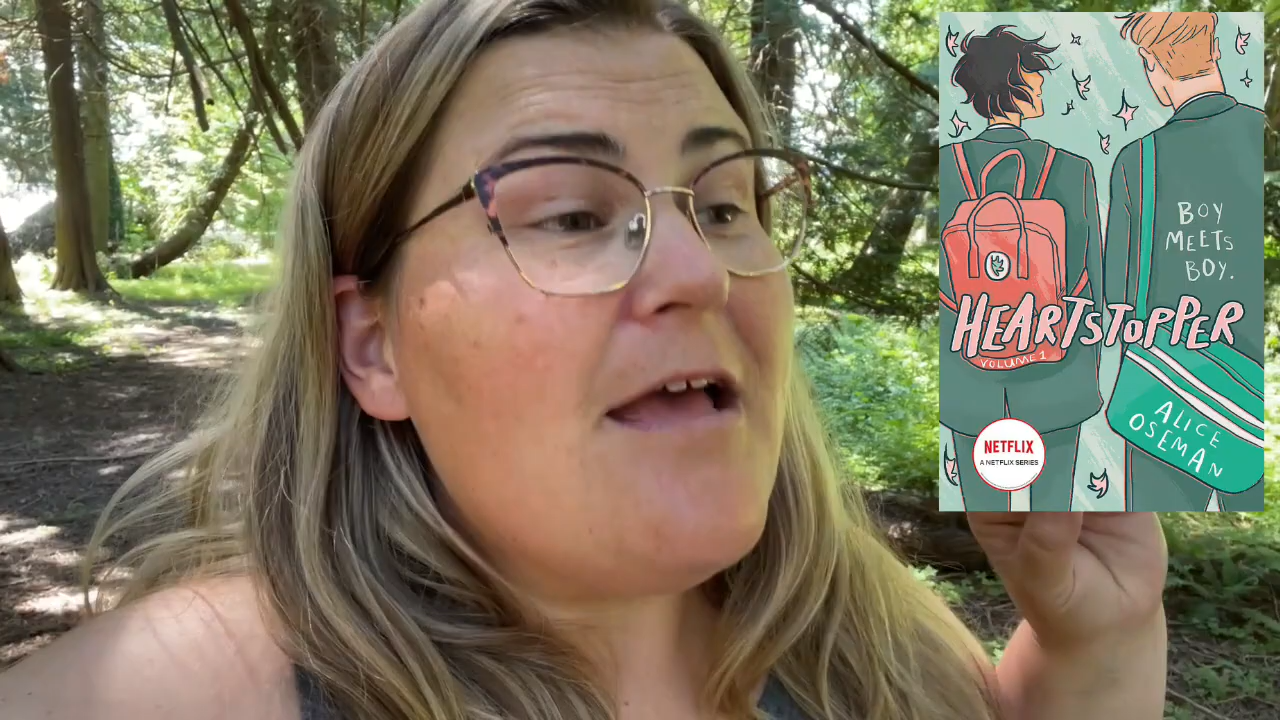 BOY
MEETS
BOY.
HEARTSTOPPER
VOLUME 1
ALICE
OSEMAN
NETFLIX
A NETFLIX SERIES